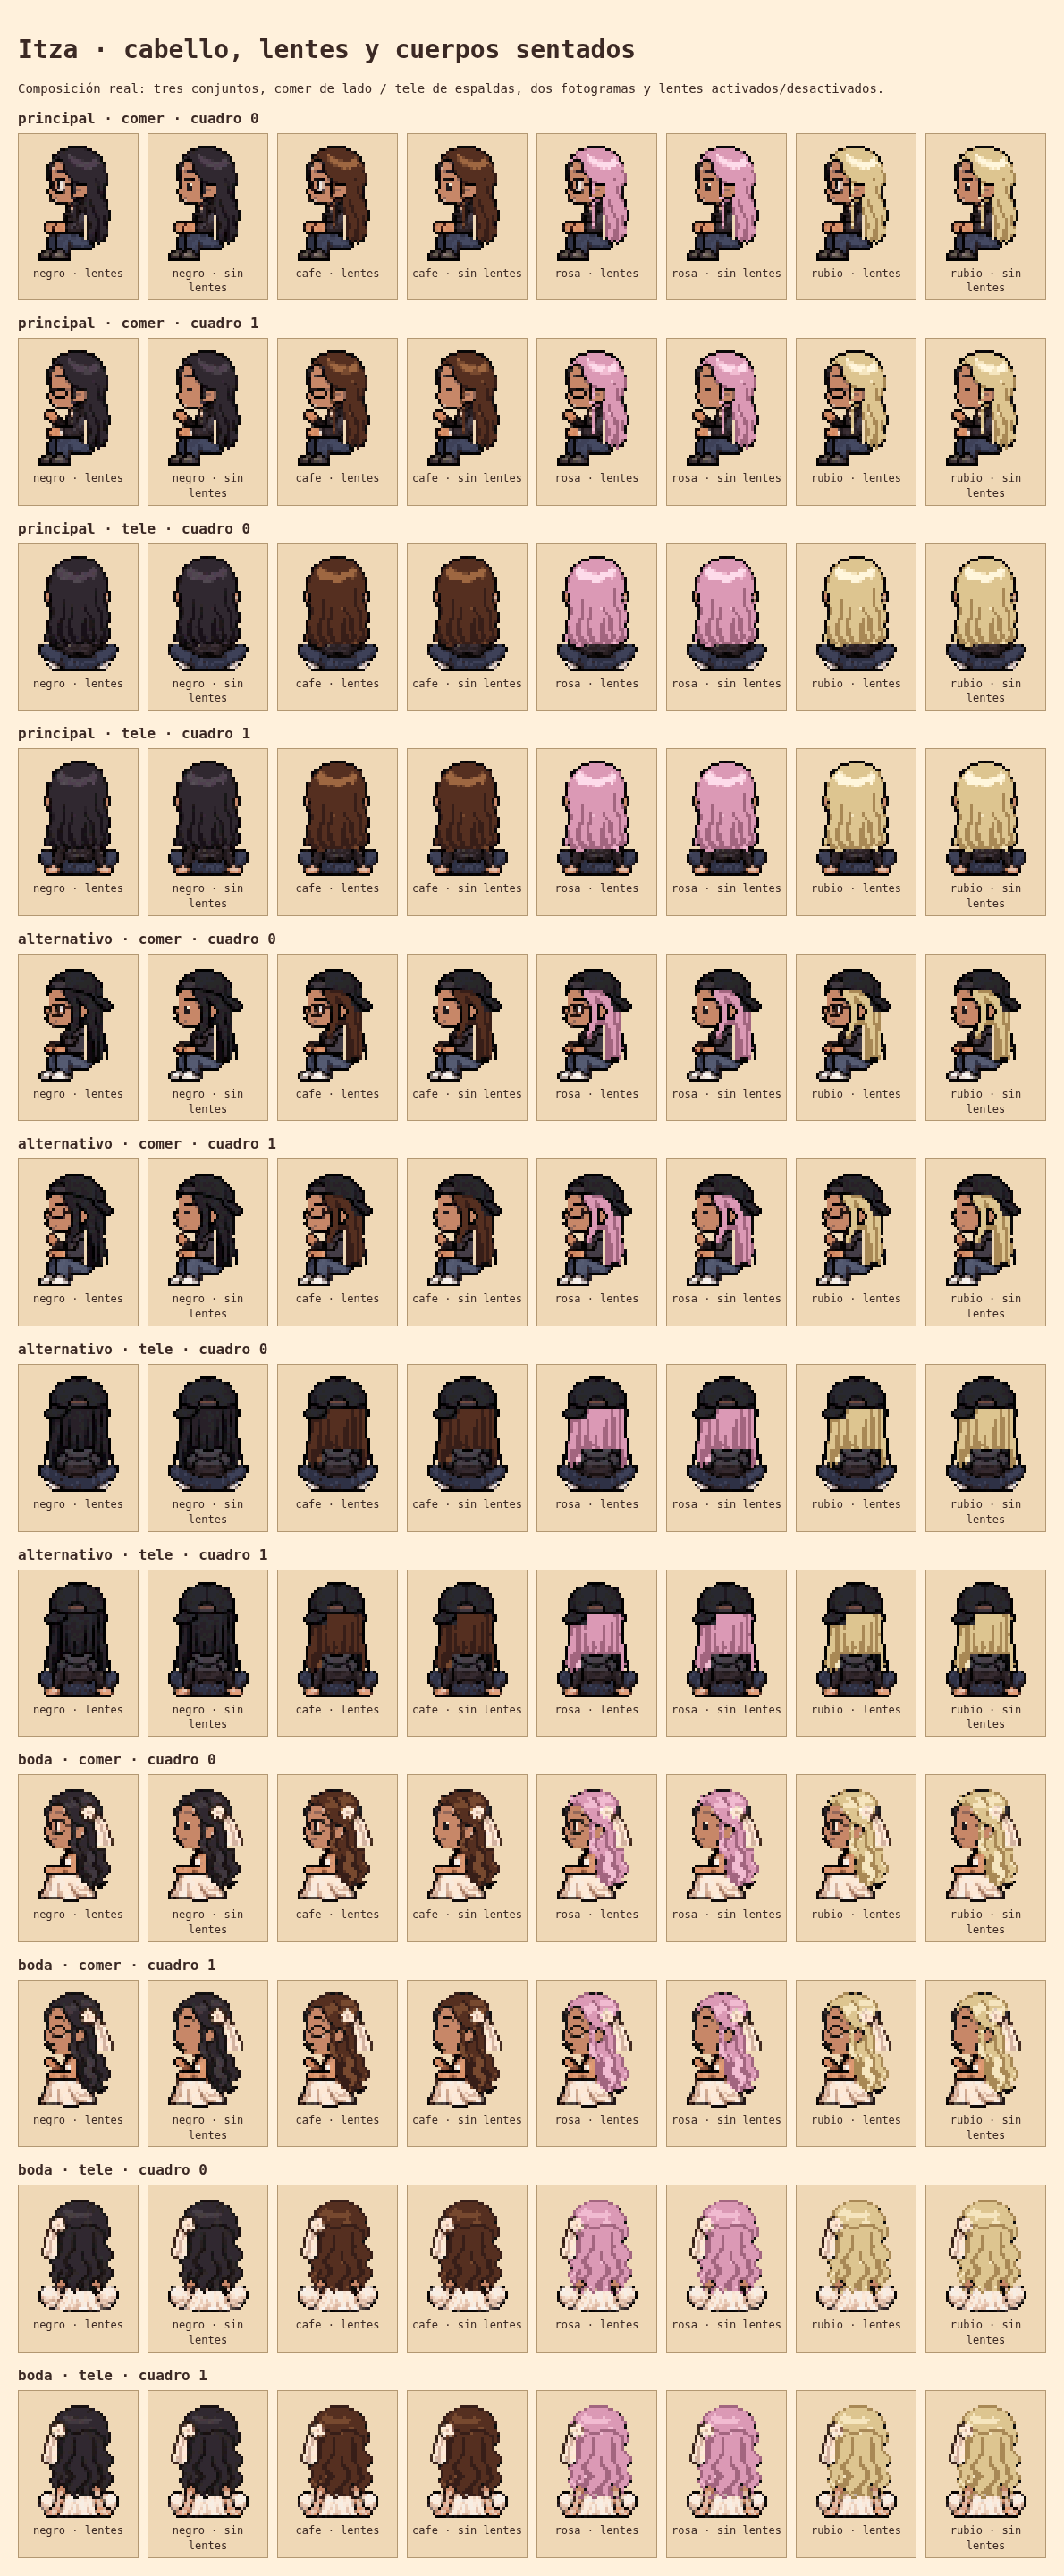 Itza · cabello, lentes y cuerpos sentados
Composición real: tres conjuntos, comer de lado / tele de espaldas, dos fotogramas y lentes activados/desactivados.
principal · comer · cuadro 0
negro · lentes
negro · sin
lentes
cafe · lentes
cafe · sin lentes
rosa · lentes
rosa · sin lentes
rubio · lentes
rubio · sin
lentes
principal · comer · cuadro 1
negro · lentes
negro · sin
lentes
cafe · lentes
cafe · sin lentes
rosa · lentes
rosa · sin lentes
rubio · lentes
rubio · sin
lentes
principal · tele · cuadro 0
negro · lentes
negro · sin
lentes
cafe · lentes
cafe · sin lentes
rosa · lentes
rosa · sin lentes
rubio · lentes
rubio · sin
lentes
principal · tele · cuadro 1
negro · lentes
negro · sin
lentes
cafe · lentes
cafe · sin lentes
rosa · lentes
rosa · sin lentes
rubio · lentes
rubio · sin
lentes
alternativo · comer · cuadro 0
negro · lentes
negro · sin
lentes
cafe · lentes
cafe · sin lentes
rosa · lentes
rosa · sin lentes
rubio · lentes
rubio · sin
lentes
alternativo · comer · cuadro 1
negro · lentes
negro · sin
lentes
cafe · lentes
cafe · sin lentes
rosa · lentes
rosa · sin lentes
rubio · lentes
rubio · sin
lentes
alternativo · tele · cuadro 0
negro · lentes
negro · sin
lentes
cafe · lentes
cafe · sin lentes
rosa · lentes
rosa · sin lentes
rubio · lentes
rubio · sin
lentes
alternativo · tele · cuadro 1
negro · lentes
negro · sin
lentes
cafe · lentes
cafe · sin lentes
rosa · lentes
rosa · sin lentes
rubio · lentes
rubio · sin
lentes
boda · comer · cuadro 0
negro · lentes
negro · sin
lentes
cafe · lentes
cafe · sin lentes
rosa · lentes
rosa · sin lentes
rubio · lentes
rubio · sin
lentes
boda · comer · cuadro 1
negro · lentes
negro · sin
lentes
cafe · lentes
cafe · sin lentes
rosa · lentes
rosa · sin lentes
rubio · lentes
rubio · sin
lentes
boda · tele · cuadro 0
negro · lentes
negro · sin
lentes
cafe · lentes
cafe · sin lentes
rosa · lentes
rosa · sin lentes
rubio · lentes
rubio · sin
lentes
boda · tele · cuadro 1
negro · lentes
negro · sin
lentes
cafe · lentes
cafe · sin lentes
rosa · lentes
rosa · sin lentes
rubio · lentes
rubio · sin
lentes